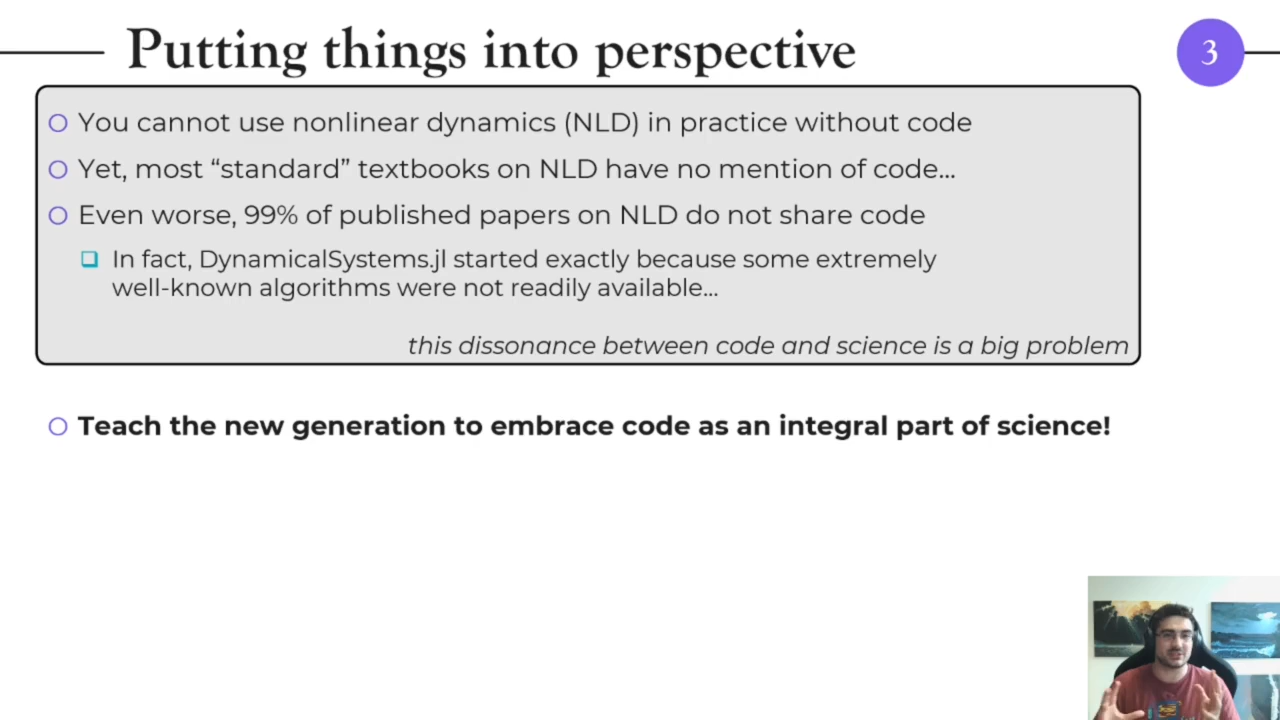 Putting things into perspective
3
You cannot use nonlinear dynamics (NLD) in practice without code
Yet, most “standard” textbooks on NLD have no mention of code...
Even worse, 99% of published papers on NLD do not share code
In fact, DynamicalSystems.jl started exactly because some extremely
well-known algorithms were not readily available...
this dissonance between code and science is a big problem
Teach the new generation to embrace code as an integral part of science!